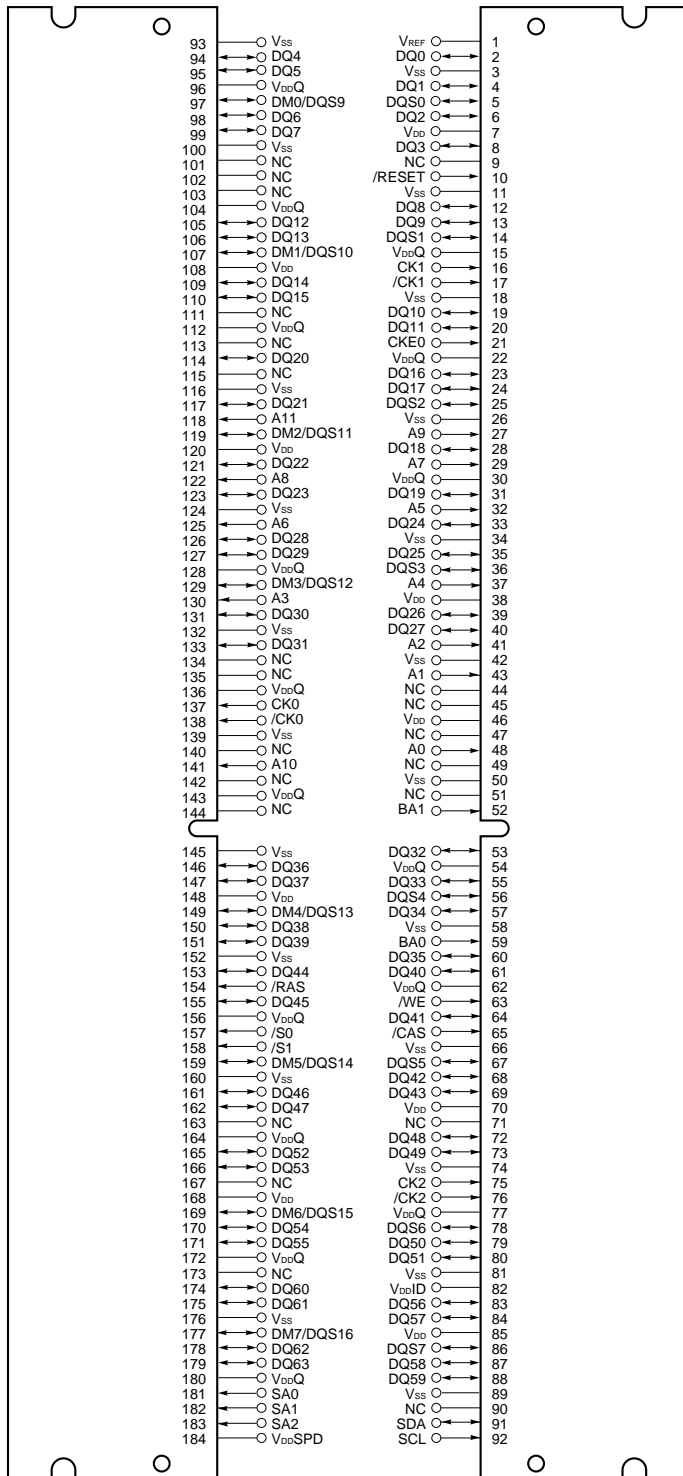 93 VSS VREF 1
94 DQ4 DQ0 2
95 DQ5 VSS 3
96 VDDQ DQ1 4
97 DM0/DQS9 DQS0 5
98 DQ6 DQ2 6
99 DQ7 VDD 7
100 VSS DQ3 8
101 NC NC 9
102 NC /RESET 10
103 NC VSS 11
104 VDDQ DQ8 12
105 DQ12 DQ9 13
106 DQ13 DQS1 14
107 DM1/DQS10 VDDQ 15
108 VDD CK1 16
109 DQ14 /CK1 17
110 DQ15 VSS 18
111 NC DQ10 19
112 VDDQ DQ11 20
113 NC CKE0 21
114 DQ20 VDDQ 22
115 NC DQ16 23
116 VSS DQ17 24
117 DQ21 DQS2 25
118 A11 VSS 26
119 DM2/DQS11 A9 27
120 VDD DQ18 28
121 DQ22 A7 29
122 A8 VDDQ 30
123 DQ23 DQ19 31
124 VSS A5 32
125 A6 DQ24 33
126 DQ28 VSS 34
127 DQ29 DQ25 35
128 VDDQ DQS3 36
129 DM3/DQS12 A4 37
130 A3 VDD 38
131 DQ30 DQ26 39
132 VSS DQ27 40
133 DQ31 A2 41
134 NC VSS 42
135 NC A1 43
136 VDDQ NC 44
137 CK0 NC 45
138 /CK0 VDD 46
139 VSS NC 47
140 NC A0 48
141 A10 NC 49
142 NC VSS 50
143 VDDQ NC 51
144 NC BA1 52
145 VSS DQ32 53
146 DQ36 VDDQ 54
147 DQ37 DQ33 55
148 VDD DQS4 56
149 DM4/DQS13 DQ34 57
150 DQ38 VSS 58
151 DQ39 BA0 59
152 VSS DQ35 60
153 DQ44 DQ40 61
154 /RAS VDDQ 62
155 DQ45 /WE 63
156 VDDQ DQ41 64
157 /S0 /CAS 65
158 /S1 VSS 66
159 DM5/DQS14 DQS5 67
160 VSS DQ42 68
161 DQ46 DQ43 69
162 DQ47 VDD 70
163 NC NC 71
164 VDDQ DQ48 72
165 DQ52 DQ49 73
166 DQ53 VSS 74
167 NC CK2 75
168 VDD /CK2 76
169 DM6/DQS15 VDDQ 77
170 DQ54 DQS6 78
171 DQ55 DQ50 79
172 VDDQ DQ51 80
173 NC VSS 81
174 DQ60 VDDID 82
175 DQ61 DQ56 83
176 VSS DQ57 84
177 DM7/DQS16 VDD 85
178 DQ62 DQS7 86
179 DQ63 DQ58 87
180 VDDQ DQ59 88
181 SA0 VSS 89
182 SA1 NC 90
183 SA2 SDA 91
184 VDDSPD SCL 92